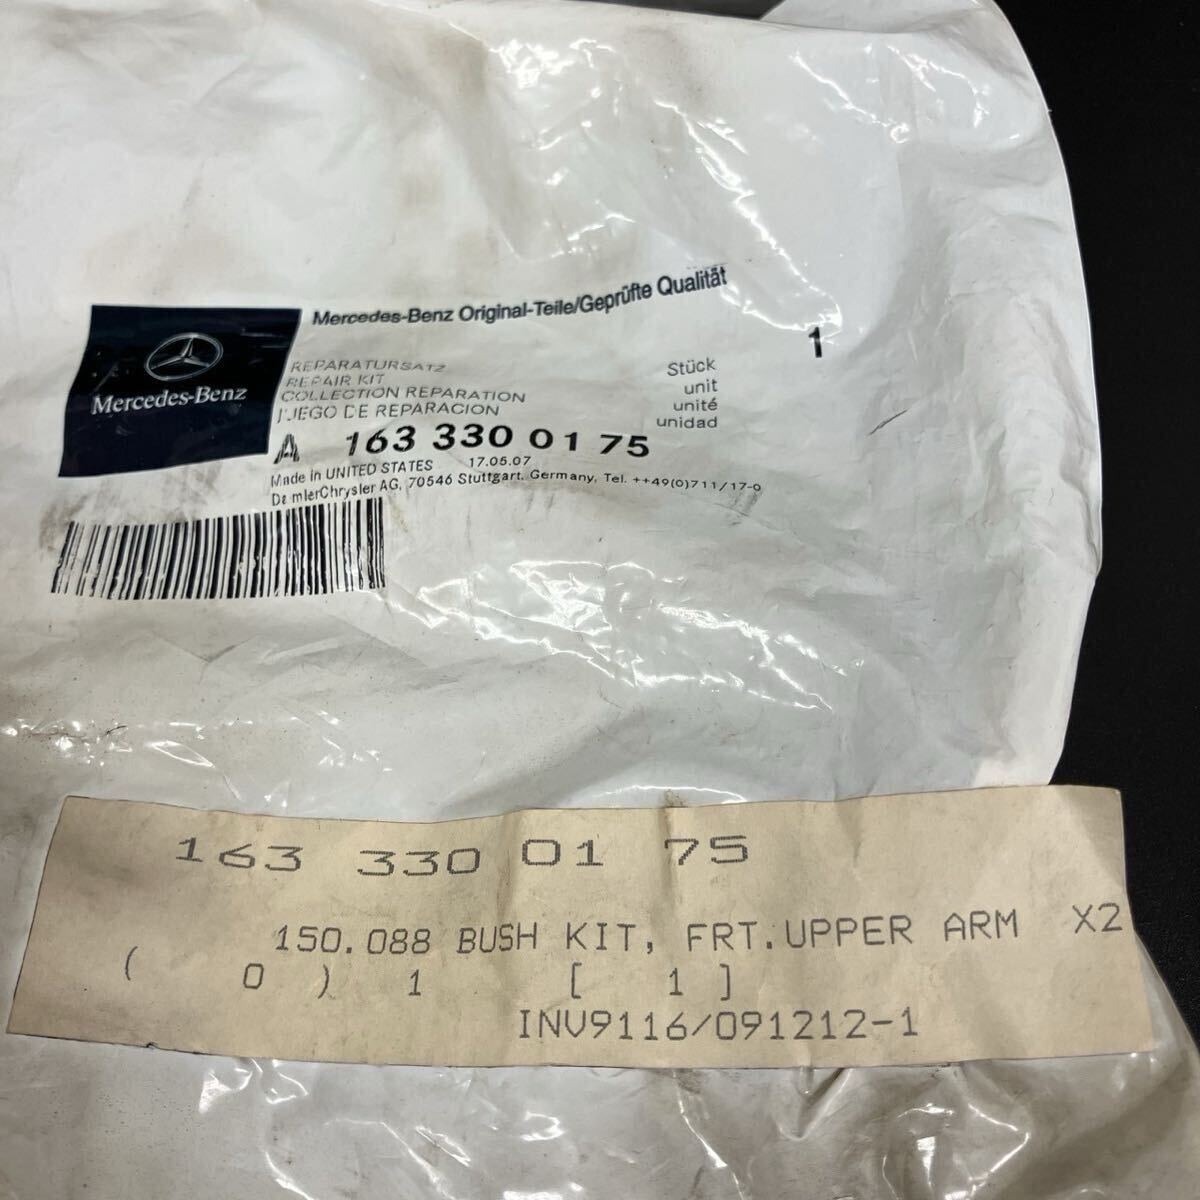 Mercedes-Benz Original-Teile/Geprüfte Qualität
Mercedes-Benz
REPARATURSATZ
REPAIR KIT
COLLECTION REPARATION
JUEGO DE REPARACION
Stück
unit
unité
unidad
1
A 163 330 01 75
Made in UNITED STATES 17.05.07
DaimlerChrysler AG, 70546 Stuttgart, Germany, Tel. ++49(0)711/17-0
163 330 01 75
150.088 BUSH KIT, FRT.UPPER ARM X2
( 0 ) 1 [ 1 ]
INV9116/091212-1